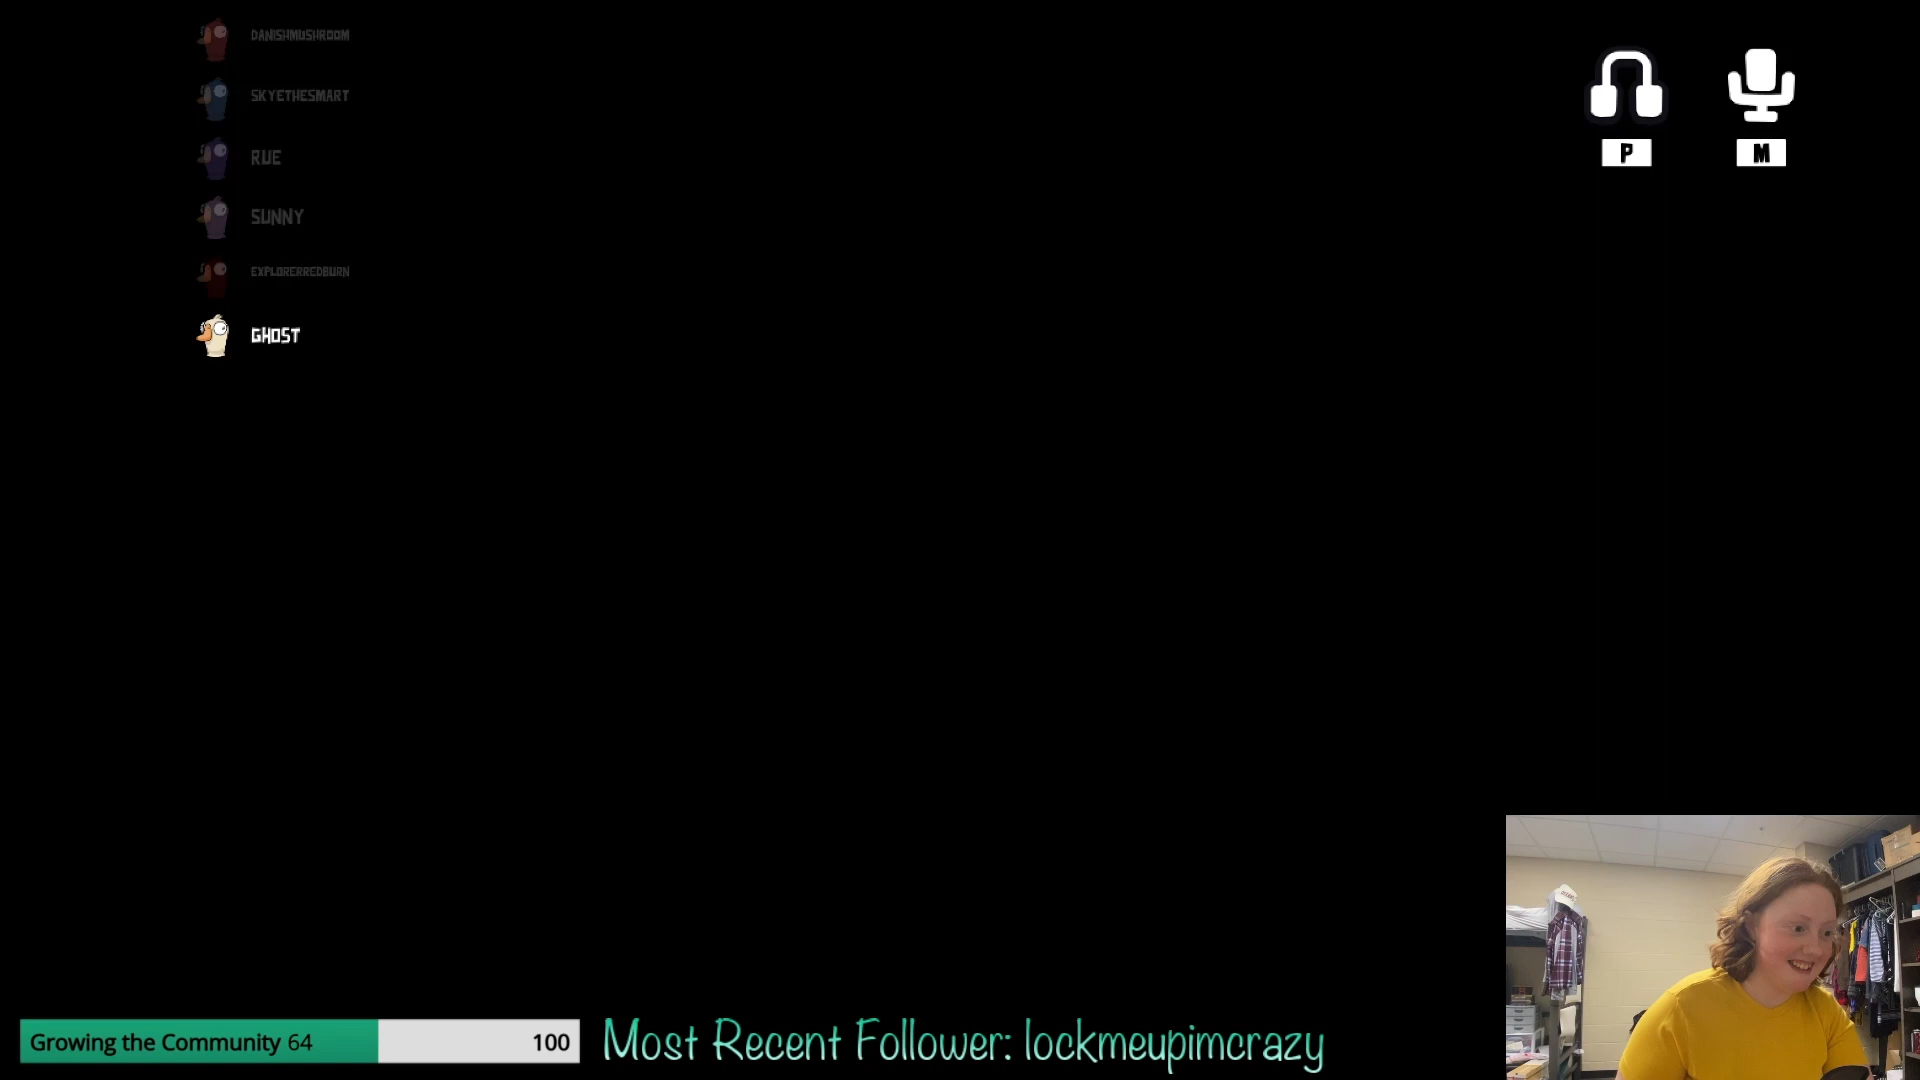 DANISHMUSHROOM
SKYETHESMART
RUE
SUNNY
EXPLORERREDBURN
GHOST
P
M
Growing the Community 64
100
Most Recent Follower: lockmeupimcrazy